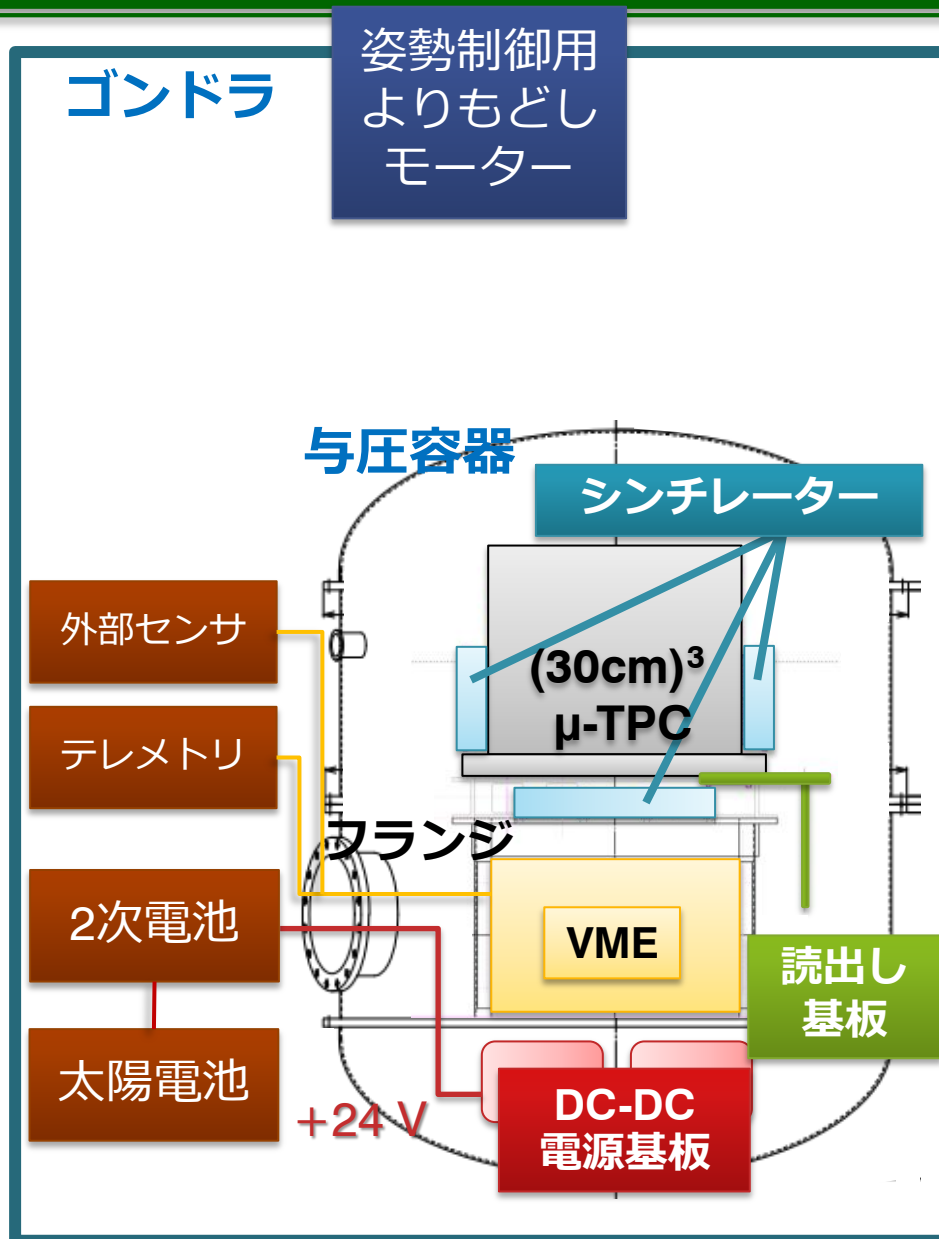 姿勢制御用
よりもどし
モーター
ゴンドラ
与圧容器
シンチレーター
外部センサ
(30cm)³
μ-TPC
テレメトリ
フランジ
2次電池
VME
読出し
基板
太陽電池
+24 V
DC-DC
電源基板